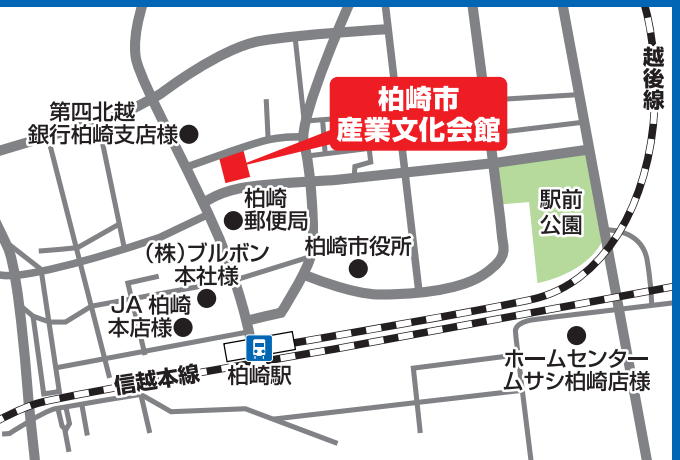 越後線
柏崎市
産業文化会館
第四北越
銀行柏崎支店様
柏崎
郵便局
駅前
公園
柏崎市役所
(株)ブルボン
本社様
JA 柏崎
本店様
信越本線
柏崎駅
ホームセンター
ムサシ柏崎店様